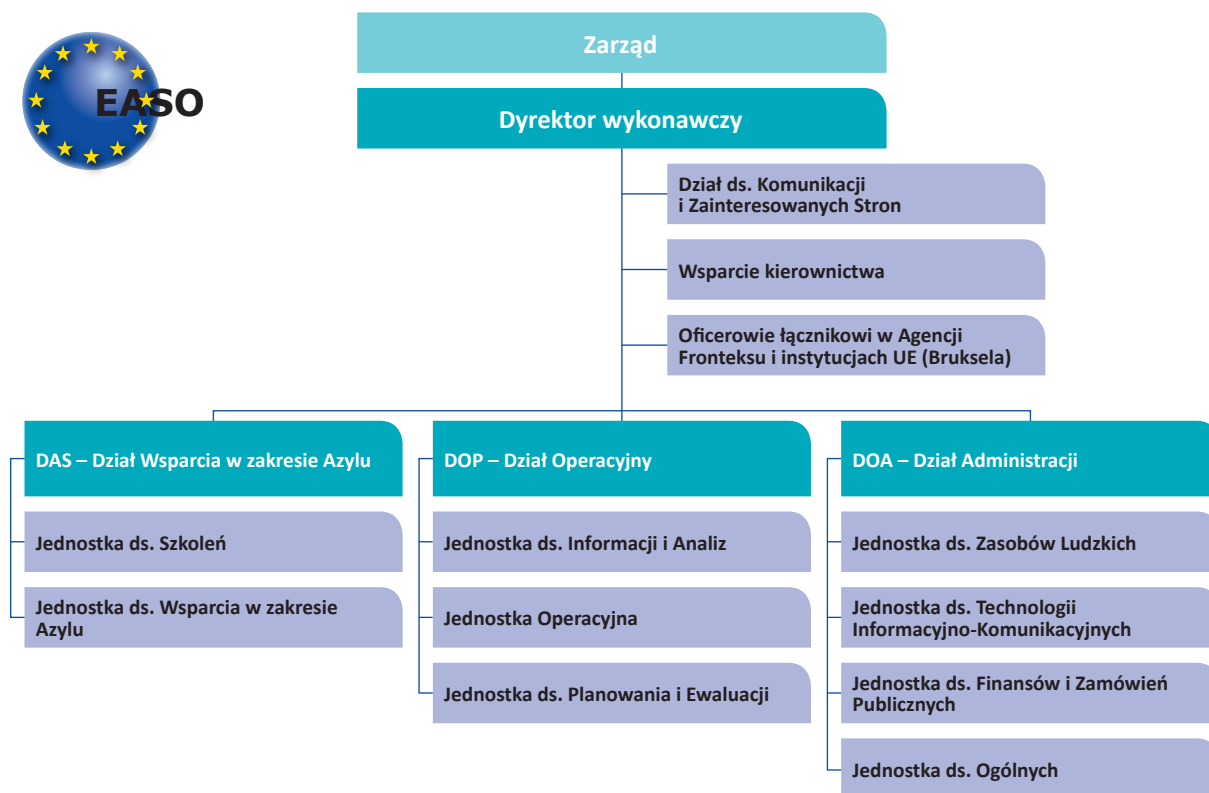 EASO
Zarząd
Dyrektor wykonawczy
Dział ds. Komunikacji
i Zainteresowanych Stron
Wsparcie kierownictwa
Oficerowie łącznikowi w Agencji
Fronteksu i instytucjach UE (Bruksela)
DAS – Dział Wsparcia w zakresie Azylu
Jednostka ds. Szkoleń
Jednostka ds. Wsparcia w zakresie
Azylu
DOP – Dział Operacyjny
Jednostka ds. Informacji i Analiz
Jednostka Operacyjna
Jednostka ds. Planowania i Ewaluacji
DOA – Dział Administracji
Jednostka ds. Zasobów Ludzkich
Jednostka ds. Technologii
Informacyjno-Komunikacyjnych
Jednostka ds. Finansów i Zamówień
Publicznych
Jednostka ds. Ogólnych